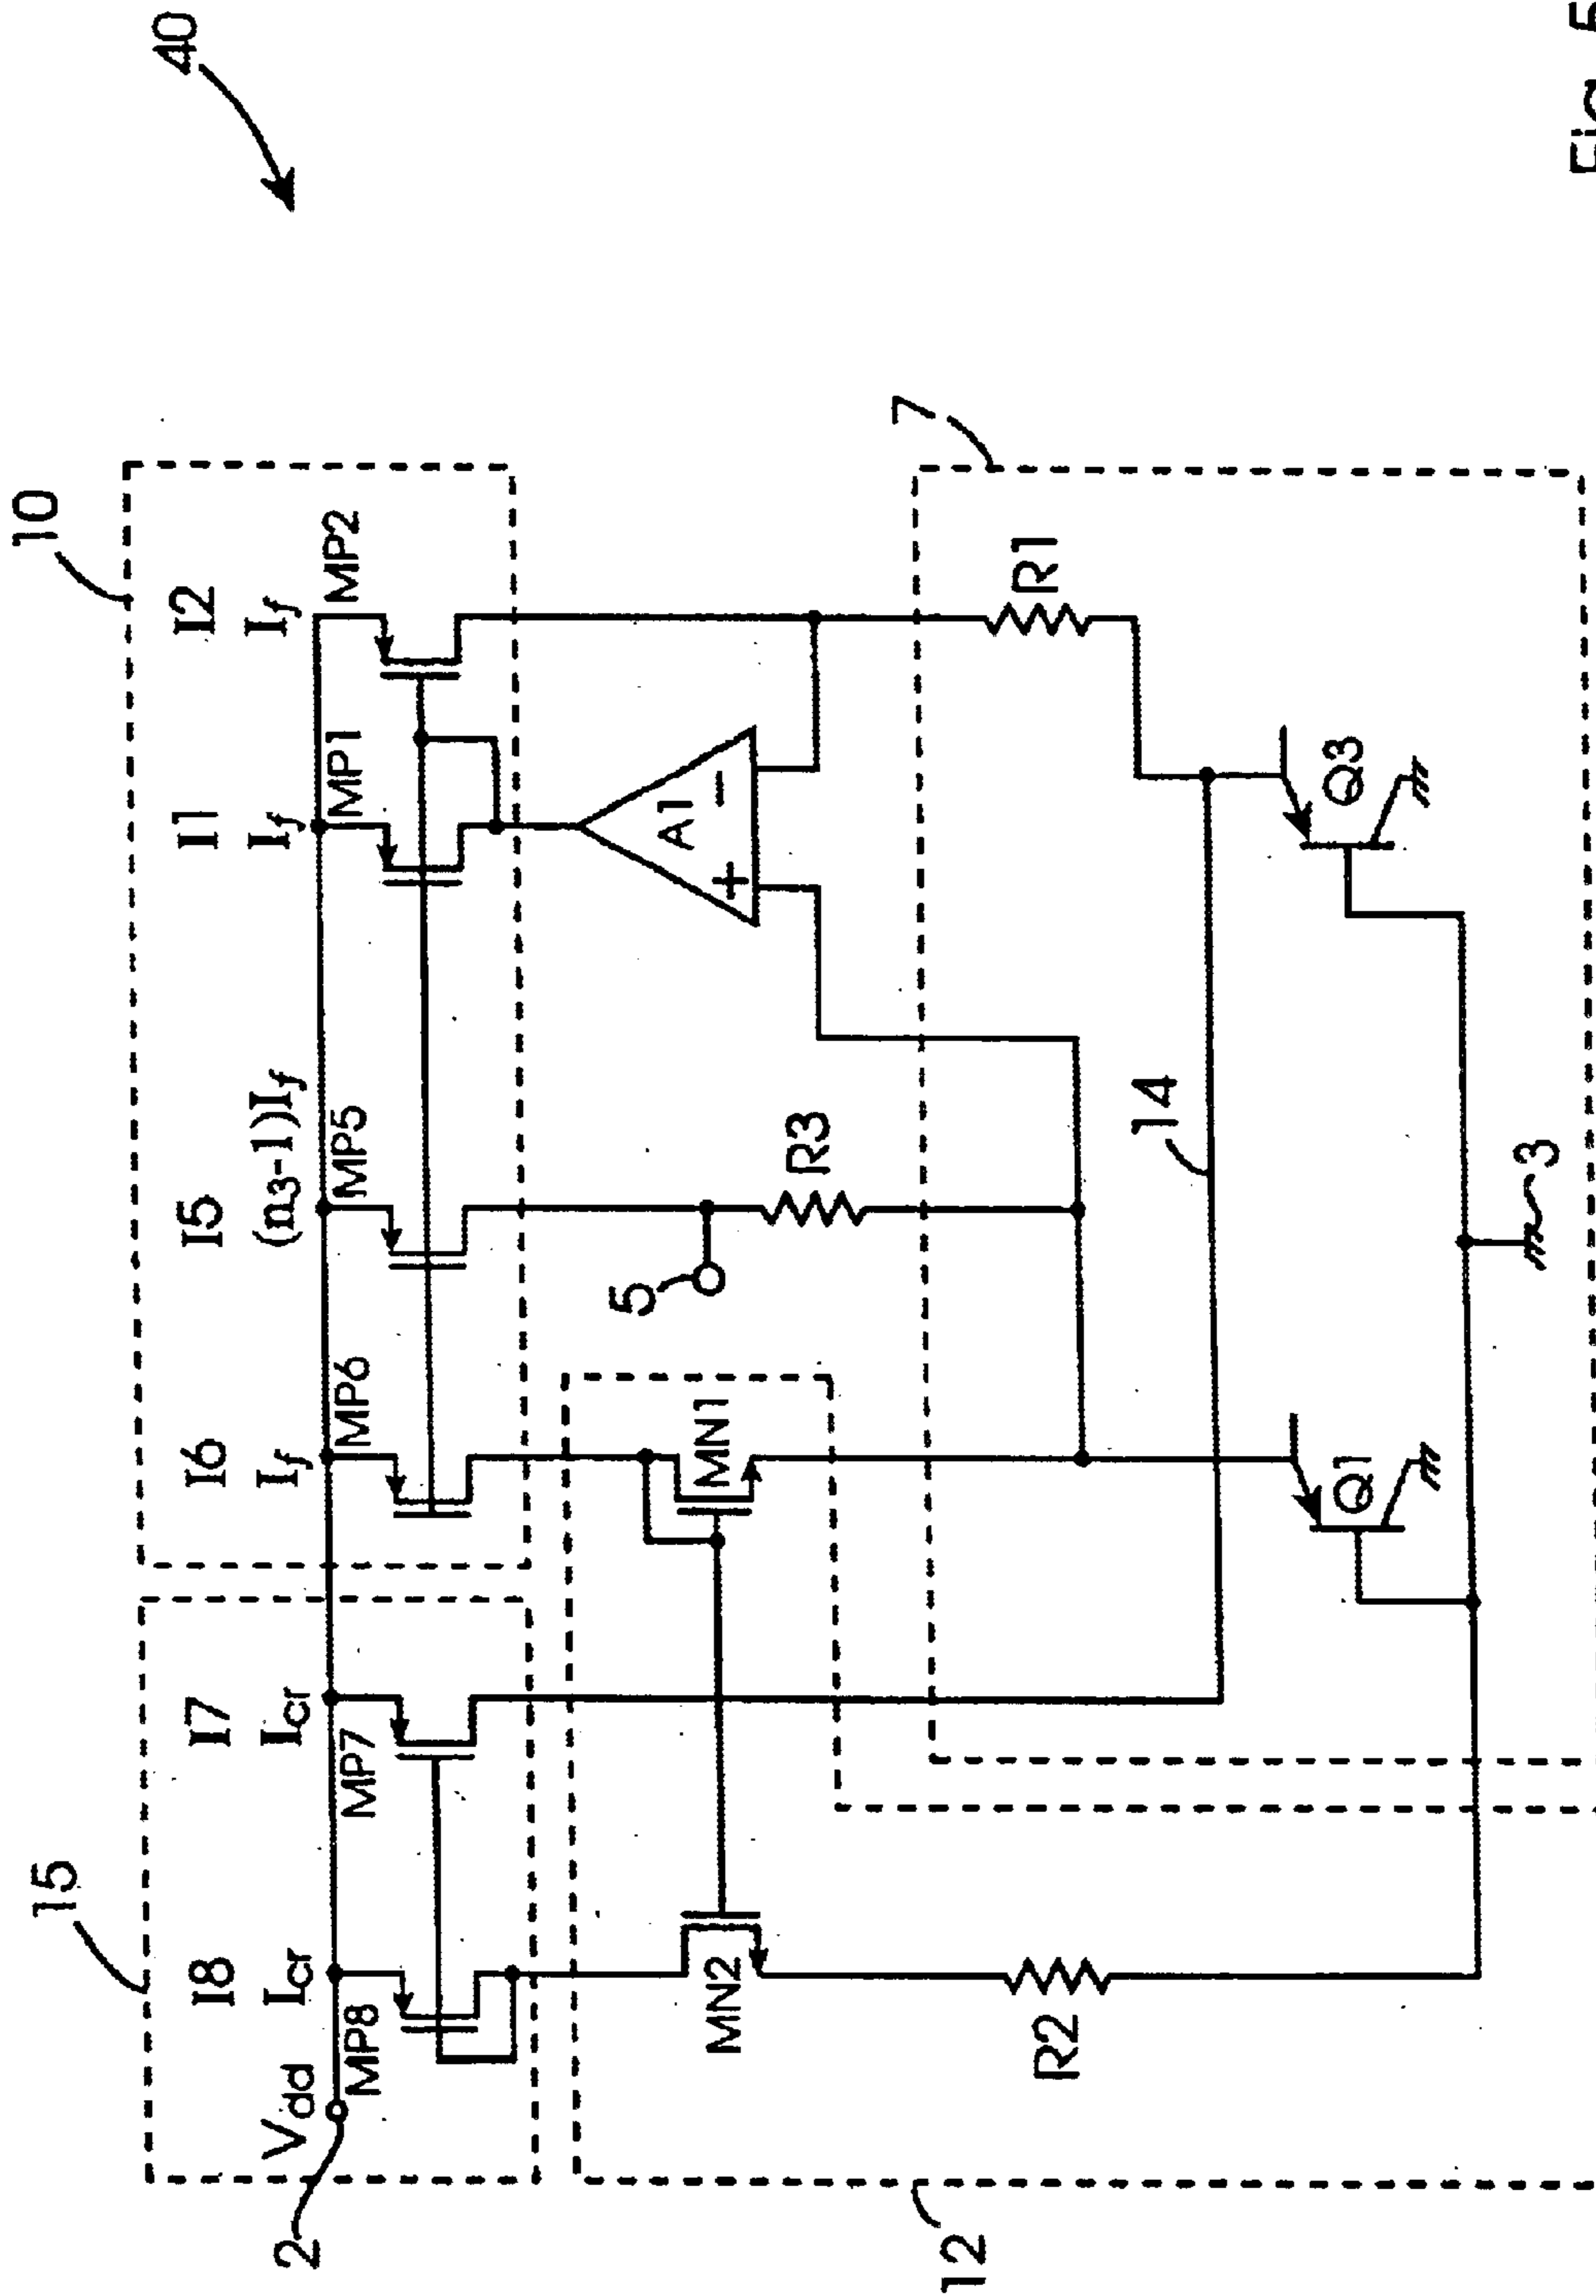 40
10
15
I8
I7
I6
I5
I1
I2
Icr
Icr
If
(n3-1)If
If
If
Vdd
MP8
MP7
MP6
MP5
MP1
MP2
2
A1
+
−
5
R3
MN1
MN2
7
R1
R2
14
Q1
Q3
3
12
Fig. 5